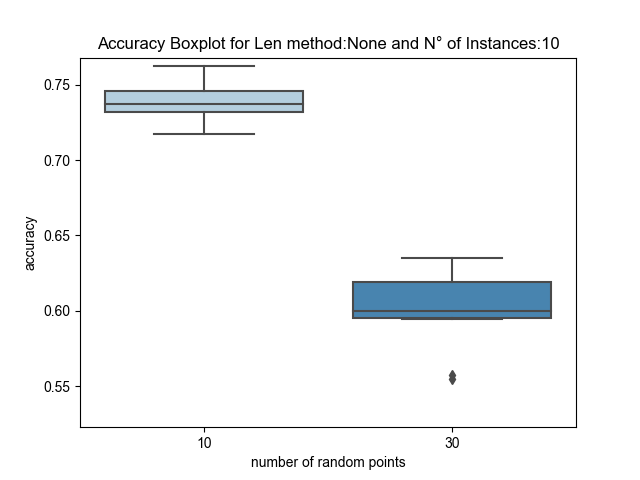 Accuracy Boxplot for Len method:None and N° of Instances:10
0.75
0.70
0.65
0.60
0.55
accuracy
10
30
number of random points